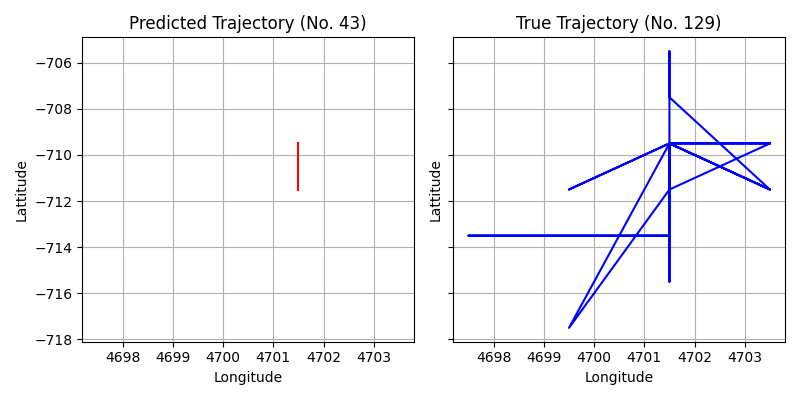 Predicted Trajectory (No. 43)
True Trajectory (No. 129)
Lattitude
−706
−708
−710
−712
−714
−716
−718
4698 4699 4700 4701 4702 4703
Longitude
Lattitude
4698 4699 4700 4701 4702 4703
Longitude